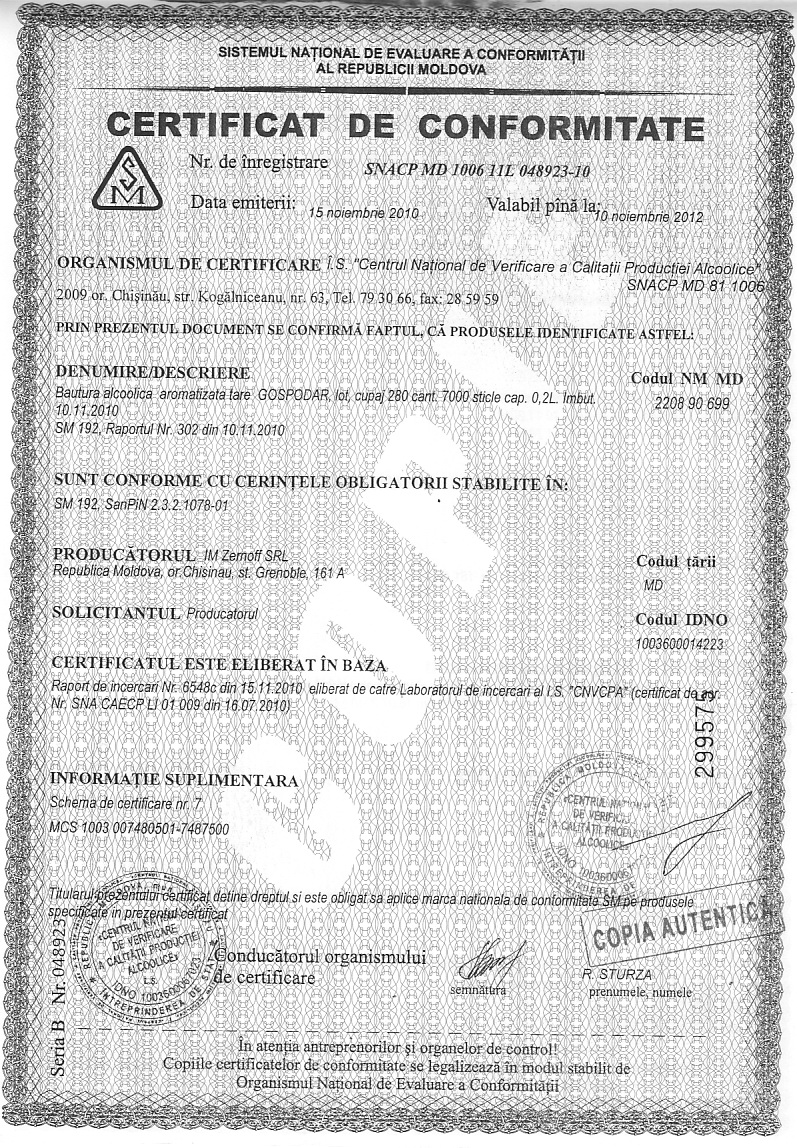 SISTEMUL NAȚIONAL DE EVALUARE A CONFORMITĂȚII
AL REPUBLICII MOLDOVA
CERTIFICAT DE CONFORMITATE
S M
Nr. de înregistrare SNACP MD 1006 11L 048923-10
Data emiterii: 15 noiembrie 2010 Valabil pînă la: 10 noiembrie 2012
ORGANISMUL DE CERTIFICARE Î.S. "Centrul Național de Verificare a Calitații Producției Alcoolice"
SNACP MD 81 1006
2009 or. Chișinău, str. Kogălniceanu, nr. 63, Tel. 79 30 66, fax: 28 59 59
PRIN PREZENTUL DOCUMENT SE CONFIRMĂ FAPTUL, CĂ PRODUSELE IDENTIFICATE ASTFEL:
DENUMIRE/DESCRIERE Codul NM MD
Bautura alcoolica aromatizata tare GOSPODAR, lot, cupaj 280 cant. 7000 sticle cap. 0,2L. Imbut.
10.11.2010
2208 90 699
SM 192, Raportul Nr. 302 din 10.11.2010
SUNT CONFORME CU CERINȚELE OBLIGATORII STABILITE ÎN:
SM 192, SanPiN 2.3.2.1078-01
PRODUCĂTORUL IM Zernoff SRL
Republica Moldova, or.Chisinau, st. Grenoble, 161 A
Codul țării
MD
SOLICITANTUL Producatorul
Codul IDNO
1003600014223
CERTIFICATUL ESTE ELIBERAT ÎN BAZA
Raport de incercari Nr. 6548c din 15.11.2010 eliberat de catre Laboratorul de incercari al I.S. "CNVCPA" (certificat de
Nr. SNA CAECP LI 01 009 din 16.07.2010)
299575
COPIA
INFORMAȚIE SUPLIMENTARA
Schema de certificare nr. 7
MCS 1003 007480501-7487500
REPUBLICA MOLDOVA
«CENTRUL NAȚIONAL
DE VERIFICARE
A CALITĂȚII PRODUCȚIEI
ALCOOLICE»
Titularul prezentului certificat detine dreptul si este obligat sa aplice marca nationala de conformitate SM pe produsele
specificate in prezentul certificat
COPIA AUTENTICĂ
REPUBLICA MOLDOVA
«CENTRUL NAȚIONAL
DE VERIFICARE
A CALITĂȚII PRODUCȚIEI
ALCOOLICE»
I.S.
IDNO 1003600067023
ÎNTREPRINDEREA DE STAT
Conducătorul organismului
de certificare
semnătura
R. STURZA
prenumele, numele
Seria B Nr. 048923
În atenția antreprenorilor și organelor de control!
Copiile certificatelor de conformitate se legalizează în modul stabilit de
Organismul Național de Evaluare a Conformității